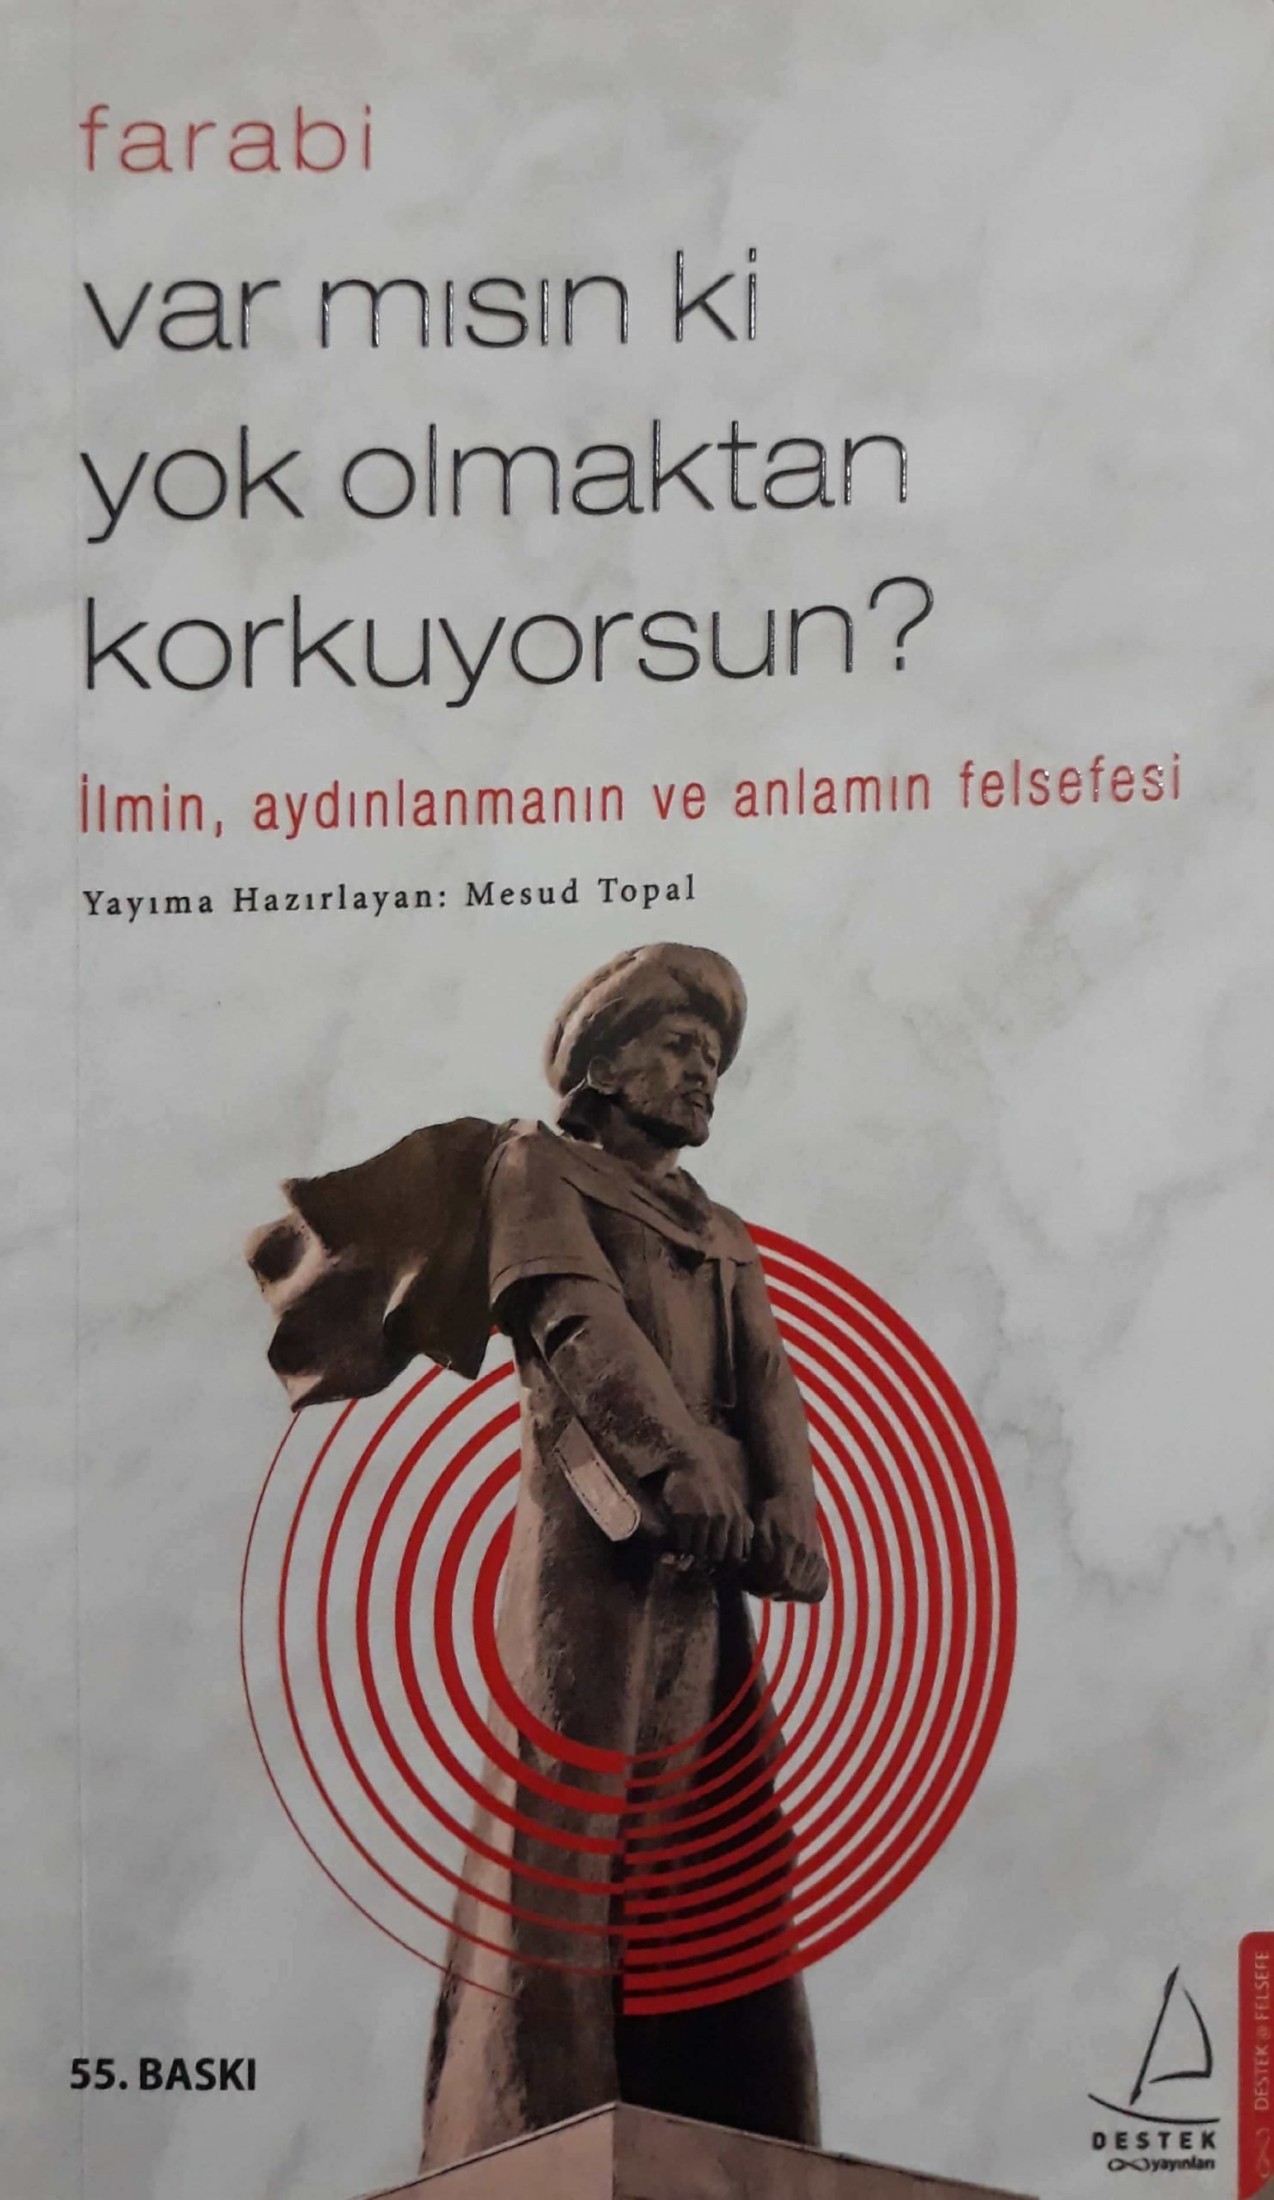 farabi
var mısın ki
yok olmaktan
korkuyorsun?
İlmin, aydınlanmanın ve anlamın felsefesi
Yayıma Hazırlayan: Mesud Topal
55. BASKI
DESTEK
yayınları
DESTEK @ FELSEFE